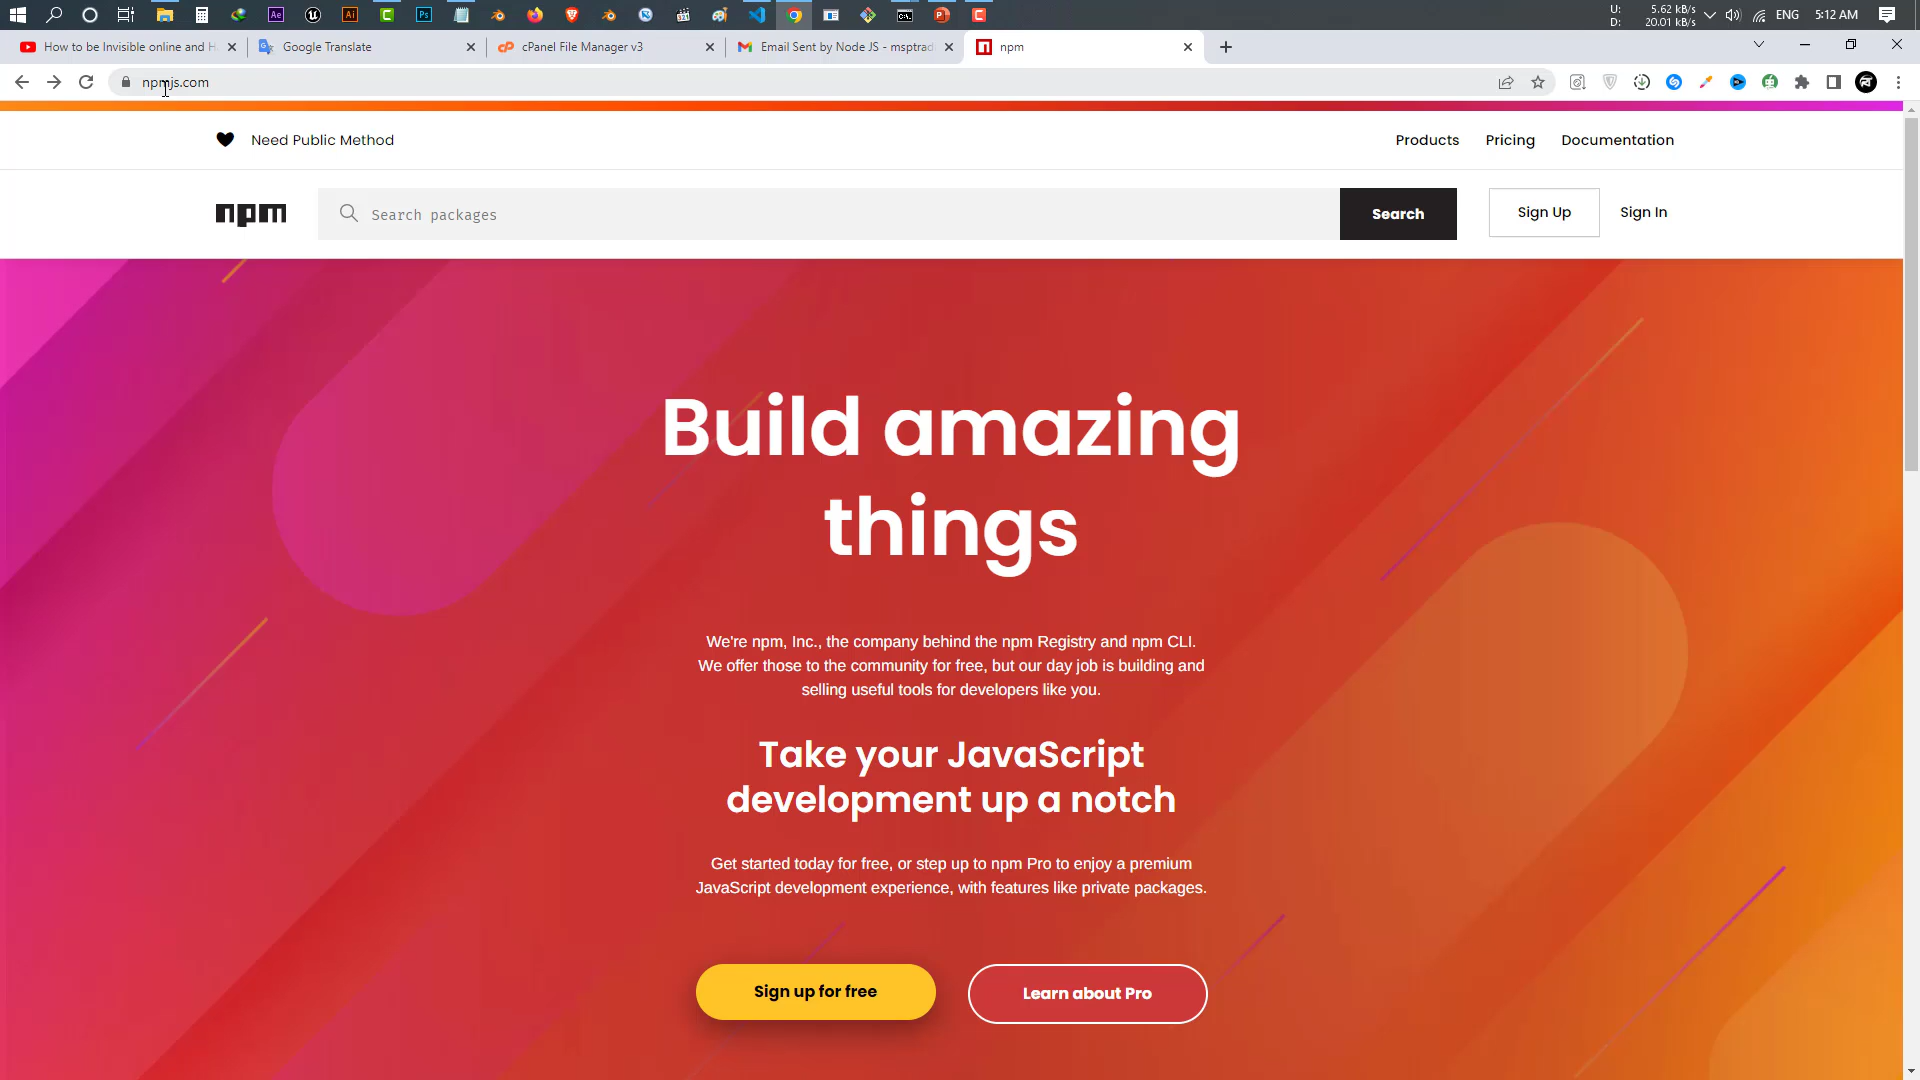 U: 5.62 kB/s
D: 20.01 kB/s
ENG 5:12 AM
How to be Invisible online and H
Google Translate
cPanel File Manager v3
Email Sent by Node JS - msptrad
npm
npmjs.com
Need Public Method
Products Pricing Documentation
npm
Search packages
Search
Sign Up
Sign In
Build amazing
things
We're npm, Inc., the company behind the npm Registry and npm CLI.
We offer those to the community for free, but our day job is building and
selling useful tools for developers like you.
Take your JavaScript
development up a notch
Get started today for free, or step up to npm Pro to enjoy a premium
JavaScript development experience, with features like private packages.
Sign up for free
Learn about Pro